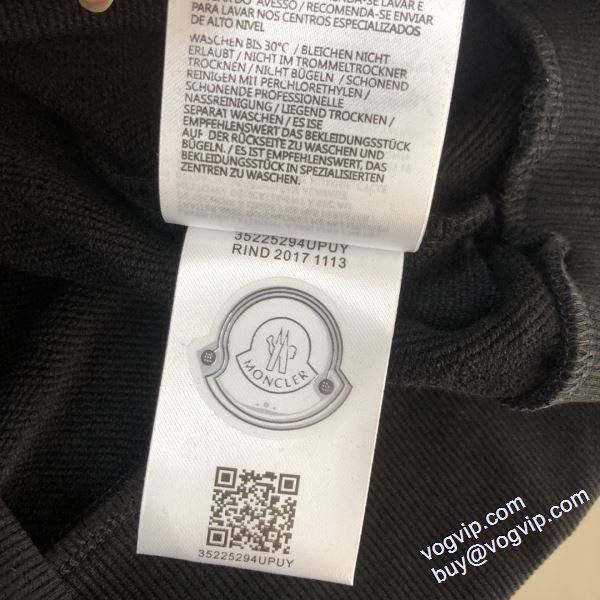 DO AVESSO / RECOMENDA-SE ENVIAR
PARA LAVAR NOS CENTROS ESPECIALIZADOS
DE ALTO NIVEL
WASCHEN BIS 30°C / BLEICHEN NICHT
ERLAUBT / NICHT IM TROMMELTROCKNER
TROCKNEN / NICHT BÜGELN / SCHONEND
REINIGEN MIT PERCHLORETHYLEN /
SCHONENDE PROFESSIONELLE
NASSREINIGUNG / LIEGEND TROCKNEN /
SEPARAT WASCHEN / ES ISE
EMPFEHLENSWERT DAS BEKLEIDUNGSSTÜCK
AUF DER RÜCKSEITE ZU WASCHEN UND
BÜGELN. / ES IST EMPFEHLENSWERT, DAS
BEKLEIDUNGSSTÜCK IN SPEZIALISIERTEN
ZENTREN ZU WASCHEN.
35225294UPUY
RIND 2017 1113
MONCLER
35225294UPUY
vogvip.com
buy@vogvip.com